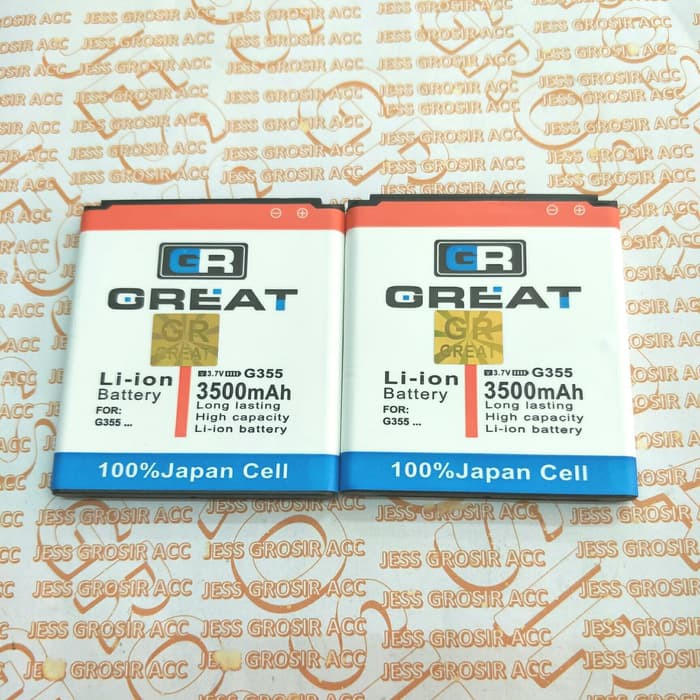 GR
GREAT
GR
GREAT
3.7V G355
Li-ion
Battery
3500mAh
Long lasting
High capacity
Li-ion battery
FOR:
G355 ...
100%Japan Cell
GR
GREAT
GR
GREAT
3.7V G355
Li-ion
Battery
3500mAh
Long lasting
High capacity
Li-ion battery
FOR:
G355 ...
100%Japan Cell
JESS GROSIR ACC